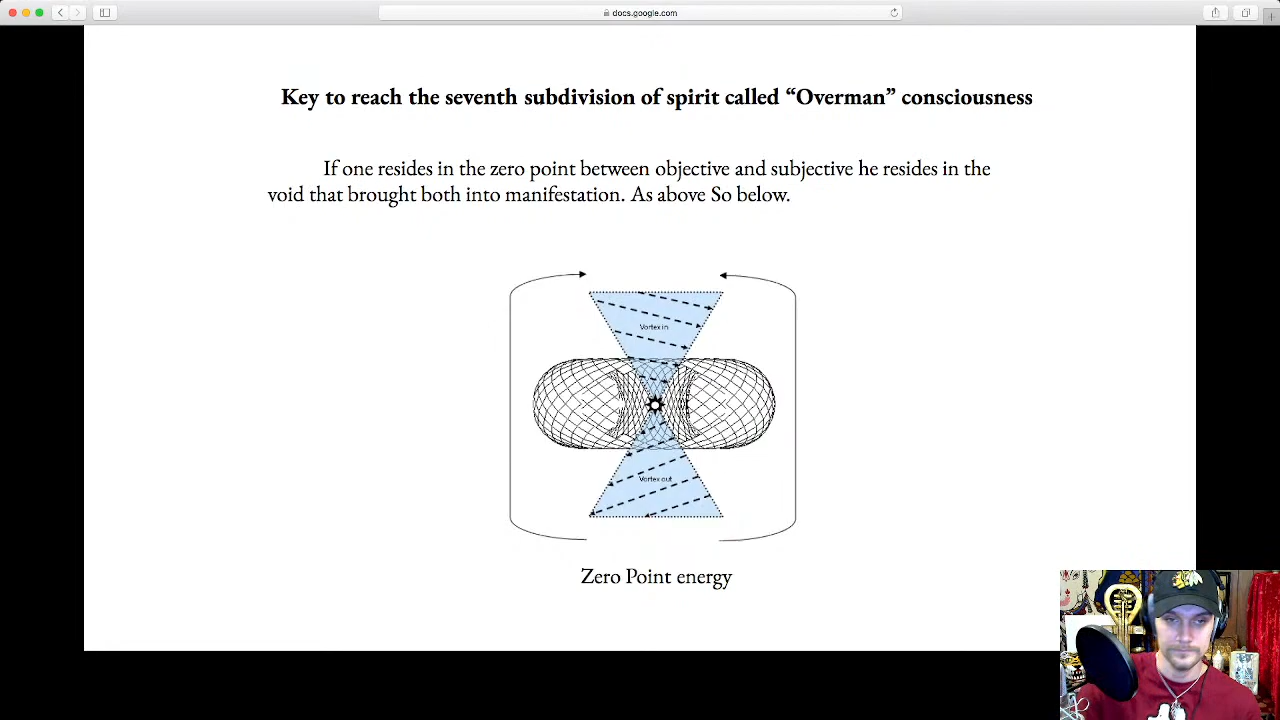 docs.google.com
Key to reach the seventh subdivision of spirit called “Overman” consciousness
If one resides in the zero point between objective and subjective he resides in the
void that brought both into manifestation. As above So below.
Vortex in
Vortex out
Zero Point energy